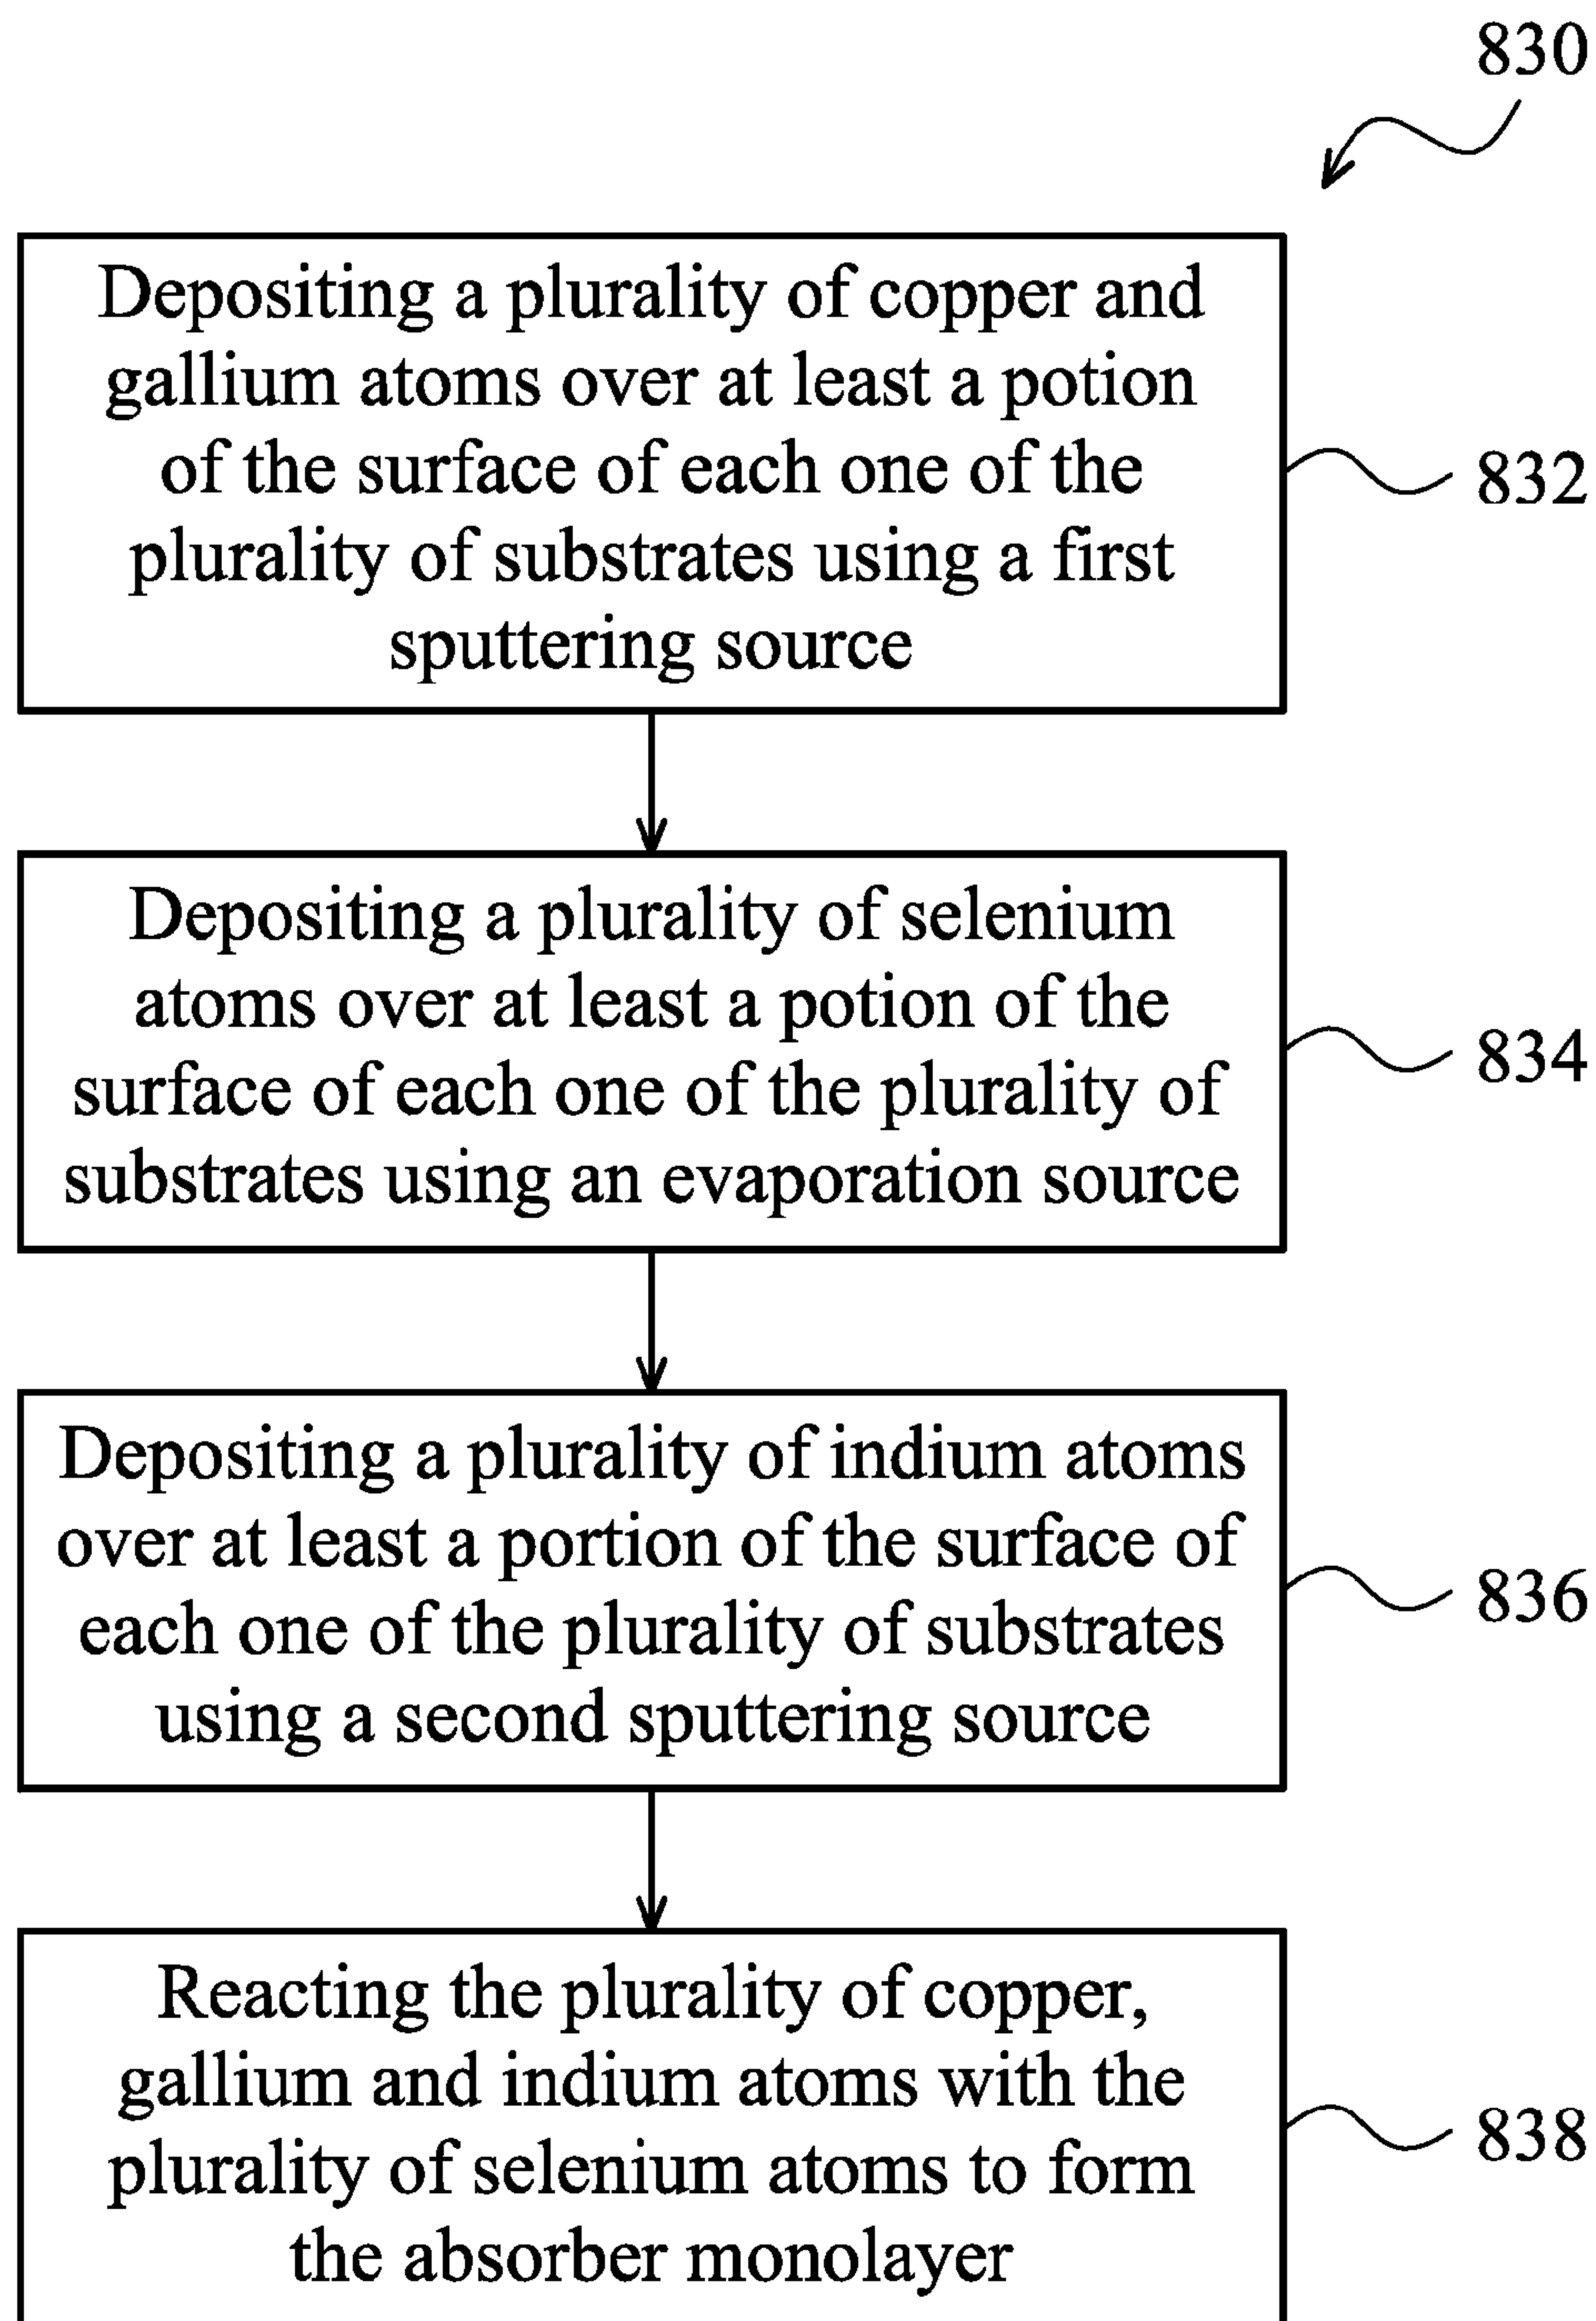 830
Depositing a plurality of copper and
gallium atoms over at least a potion
of the surface of each one of the
plurality of substrates using a first
sputtering source
832
Depositing a plurality of selenium
atoms over at least a potion of the
surface of each one of the plurality of
substrates using an evaporation source
834
Depositing a plurality of indium atoms
over at least a portion of the surface of
each one of the plurality of substrates
using a second sputtering source
836
Reacting the plurality of copper,
gallium and indium atoms with the
plurality of selenium atoms to form
the absorber monolayer
838